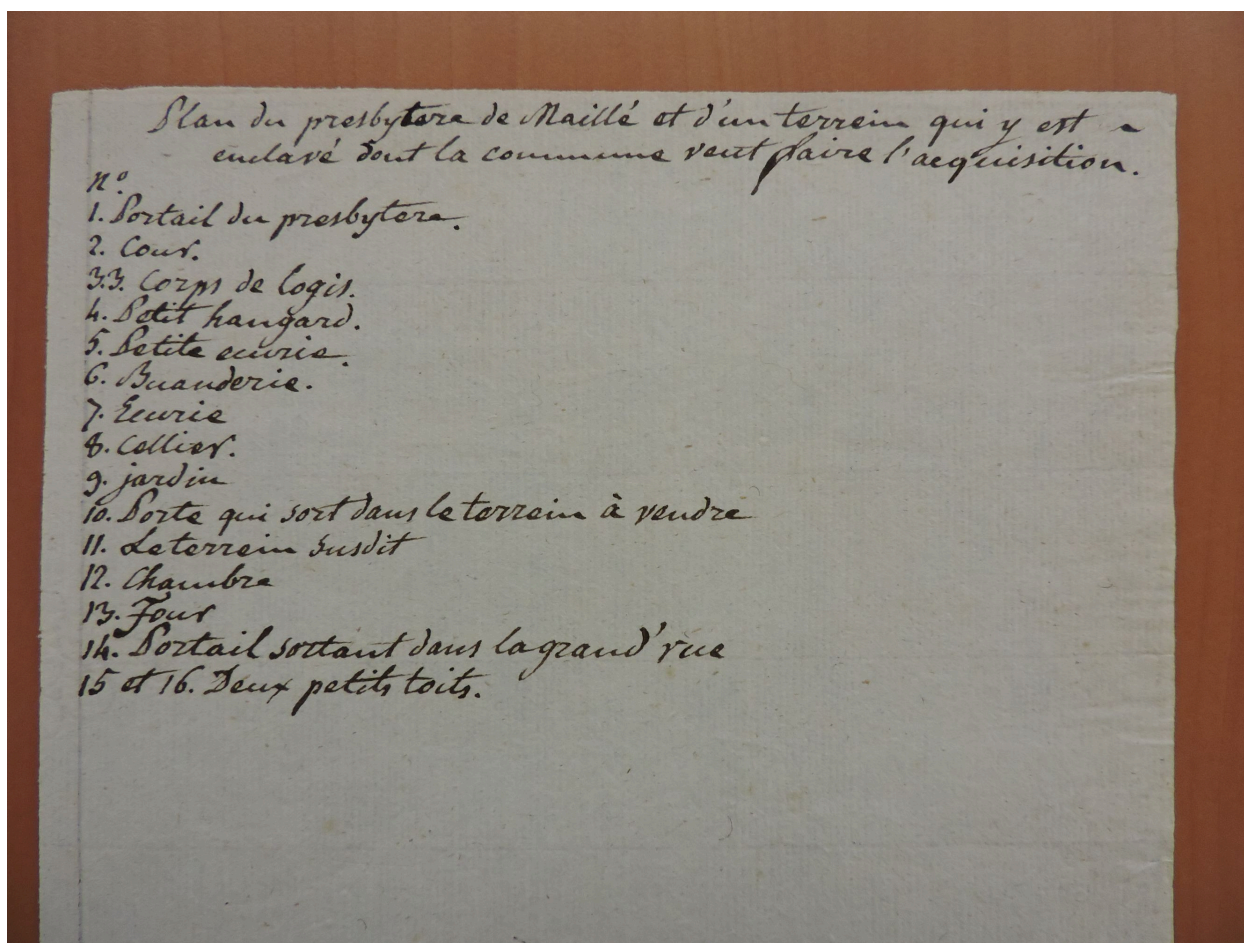 Plan du presbytere de Maillé et d'un terrein qui y est
enclavé dont la commune veut faire l'acquisition.
n°
1. Portail du presbytere.
2. Cour.
3.3. Corps de logis.
4. Petit hangard.
5. Petite ecurie.
6. Buanderie.
7. Ecurie
8. Cellier.
9. jardin
10. Porte qui sort dans le terrein à vendre
11. Le terrein susdit
12. Chambre
13. Four
14. Portail sortant dans la grand' rue
15 et 16. Deux petits toits.